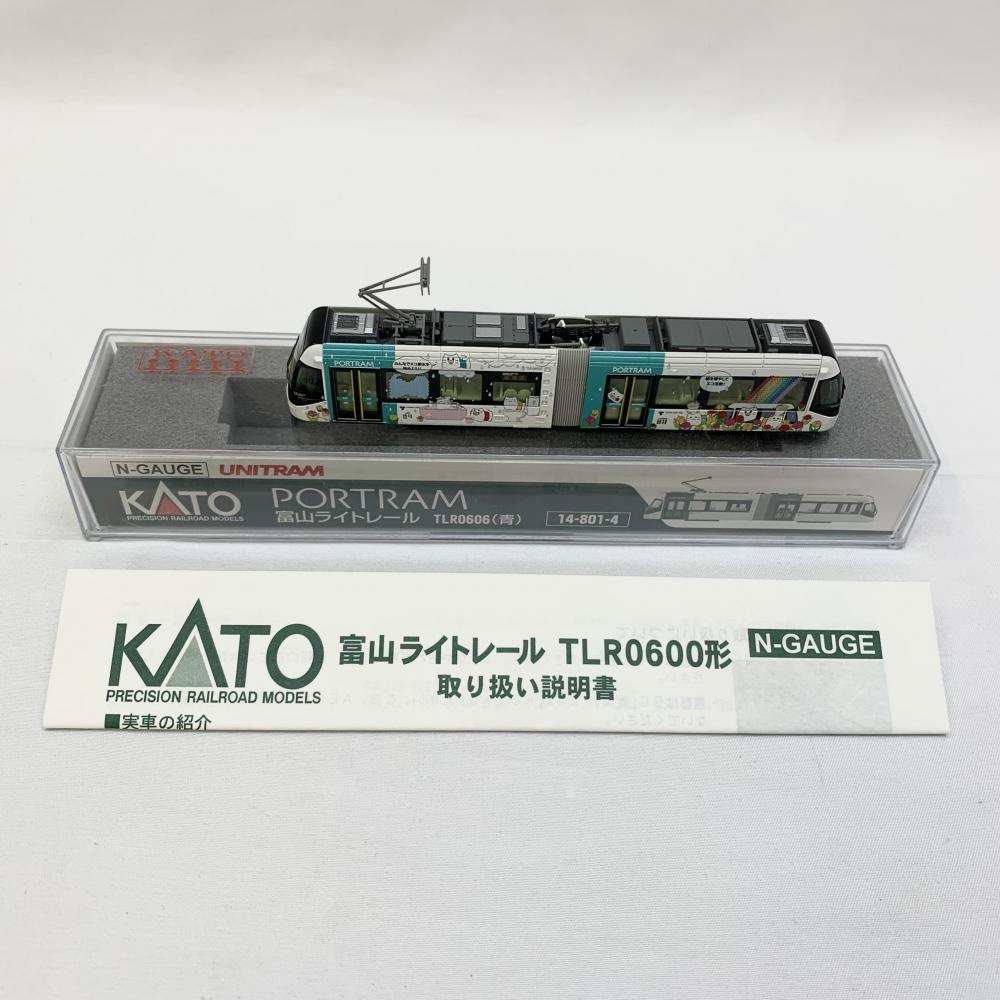 PORTRAM
PORTRAM
KATO
N-GAUGE UNITRAM
KATO PORTRAM
PRECISION RAILROAD MODELS 富山ライトレール TLR0606(青) 14-801-4
KATO 富山ライトレール TLR0600形 N-GAUGE
PRECISION RAILROAD MODELS 取り扱い説明書
■実車の紹介